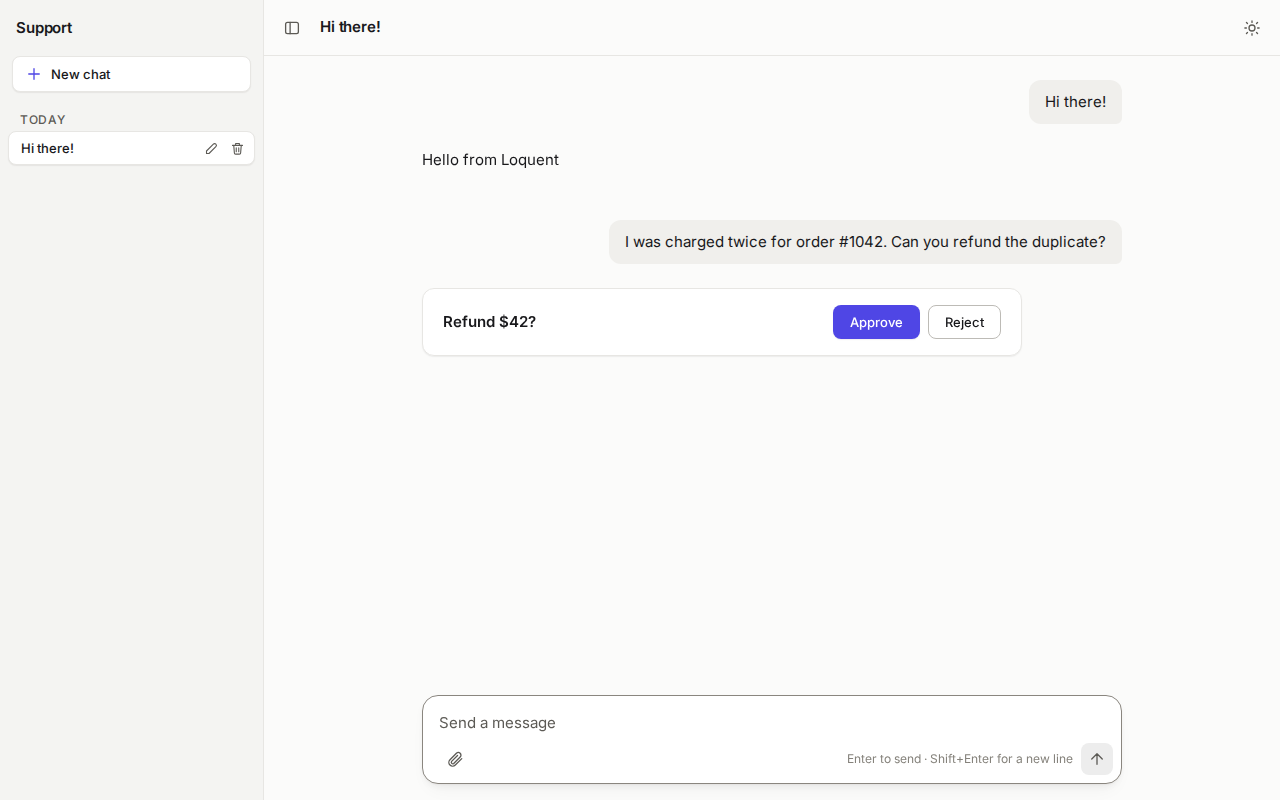 Support
New chat
TODAY
Hi there!
Hi there!
Hi there!
Hello from Loquent
I was charged twice for order #1042. Can you refund the duplicate?
Refund $42?
Approve
Reject
Send a message
Enter to send · Shift+Enter for a new line